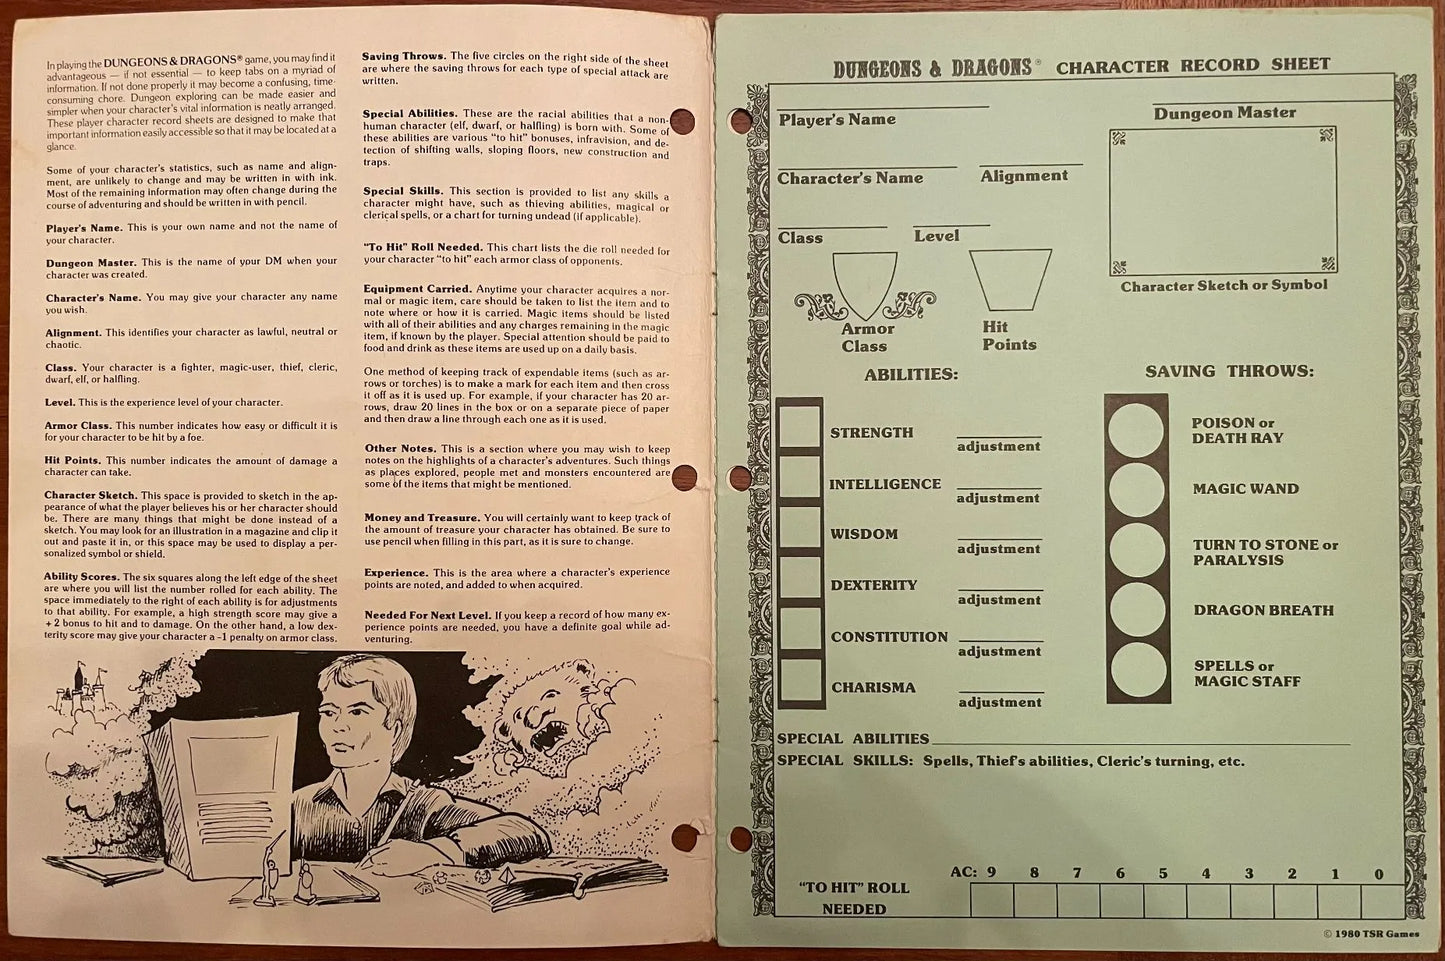 In playing the DUNGEONS & DRAGONS® game, you may find it
advantageous — if not essential — to keep tabs on a myriad of
information. If not done properly it may become a confusing, time-
consuming chore. Dungeon exploring can be made easier and
simpler when your character's vital information is neatly arranged.
These player character record sheets are designed to make that
important information easily accessible so that it may be located at a
glance.
Some of your character's statistics, such as name and align-
ment, are unlikely to change and may be written in with ink.
Most of the remaining information may often change during the
course of adventuring and should be written in with pencil.
Player's Name. This is your own name and not the name of
your character.
Dungeon Master. This is the name of your DM when your
character was created.
Character's Name. You may give your character any name
you wish.
Alignment. This identifies your character as lawful, neutral or
chaotic.
Class. Your character is a fighter, magic-user, thief, cleric,
dwarf, elf, or halfling.
Level. This is the experience level of your character.
Armor Class. This number indicates how easy or difficult it is
for your character to be hit by a foe.
Hit Points. This number indicates the amount of damage a
character can take.
Character Sketch. This space is provided to sketch in the ap-
pearance of what the player believes his or her character should
be. There are many things that might be done instead of a
sketch. You may look for an illustration in a magazine and clip it
out and paste it in, or this space may be used to display a per-
sonalized symbol or shield.
Ability Scores. The six squares along the left edge of the sheet
are where you will list the number rolled for each ability. The
space immediately to the right of each ability is for adjustments
to that ability. For example, a high strength score may give a
+2 bonus to hit and to damage. On the other hand, a low dex-
terity score may give your character a -1 penalty on armor class.
Saving Throws. The five circles on the right side of the sheet
are where the saving throws for each type of special attack are
written.
Special Abilities. These are the racial abilities that a non-
human character (elf, dwarf, or halfling) is born with. Some of
these abilities are various "to hit" bonuses, infravision, and de-
tection of shifting walls, sloping floors, new construction and
traps.
Special Skills. This section is provided to list any skills a
character might have, such as thieving abilities, magical or
clerical spells, or a chart for turning undead (if applicable).
"To Hit" Roll Needed. This chart lists the die roll needed for
your character "to hit" each armor class of opponents.
Equipment Carried. Anytime your character acquires a nor-
mal or magic item, care should be taken to list the item and to
note where or how it is carried. Magic items should be listed
with all of their abilities and any charges remaining in the magic
item, if known by the player. Special attention should be paid to
food and drink as these items are used up on a daily basis.
One method of keeping track of expendable items (such as ar-
rows or torches) is to make a mark for each item and then cross
it off as it is used up. For example, if your character has 20 ar-
rows, draw 20 lines in the box or on a separate piece of paper
and then draw a line through each one as it is used.
Other Notes. This is a section where you may wish to keep
notes on the highlights of a character's adventures. Such things
as places explored, people met and monsters encountered are
some of the items that might be mentioned.
Money and Treasure. You will certainly want to keep track of
the amount of treasure your character has obtained. Be sure to
use pencil when filling in this part, as it is sure to change.
Experience. This is the area where a character's experience
points are noted, and added to when acquired.
Needed For Next Level. If you keep a record of how many ex-
perience points are needed, you have a definite goal while ad-
venturing.
DUNGEONS & DRAGONS® CHARACTER RECORD SHEET
Player's Name
Dungeon Master
Character's Name
Alignment
Class
Level
Character Sketch or Symbol
Armor
Class
Hit
Points
ABILITIES:
STRENGTH
adjustment
INTELLIGENCE
adjustment
WISDOM
adjustment
DEXTERITY
adjustment
CONSTITUTION
adjustment
CHARISMA
adjustment
SAVING THROWS:
POISON or
DEATH RAY
MAGIC WAND
TURN TO STONE or
PARALYSIS
DRAGON BREATH
SPELLS or
MAGIC STAFF
SPECIAL ABILITIES
SPECIAL SKILLS: Spells, Thief's abilities, Cleric's turning, etc.
AC: 9 8 7 6 5 4 3 2 1 0
"TO HIT" ROLL
NEEDED
© 1980 TSR Games